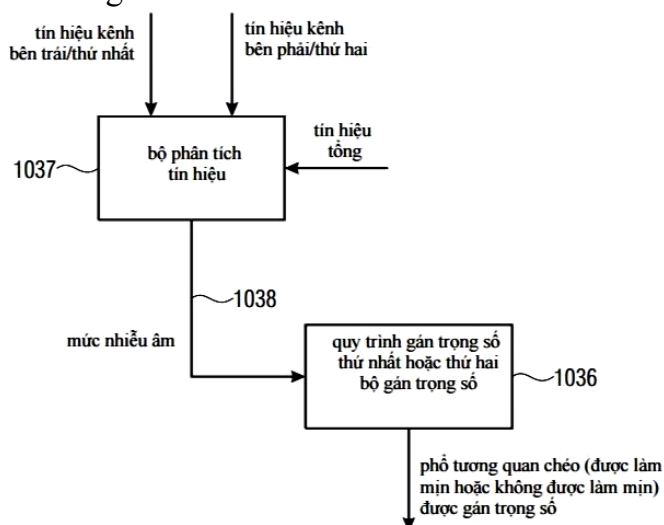 tín hiệu kênh
bên trái/thứ nhất
tín hiệu kênh
bên phải/thứ hai
bộ phân tích
tín hiệu
tín hiệu
tổng
1037
1038
mức nhiễu âm
quy trình gán trọng số
thứ nhất hoặc thứ hai
bộ gán trọng số
1036
phổ tương quan chéo (được làm
mịn hoặc không được làm mịn)
được gán trọng số